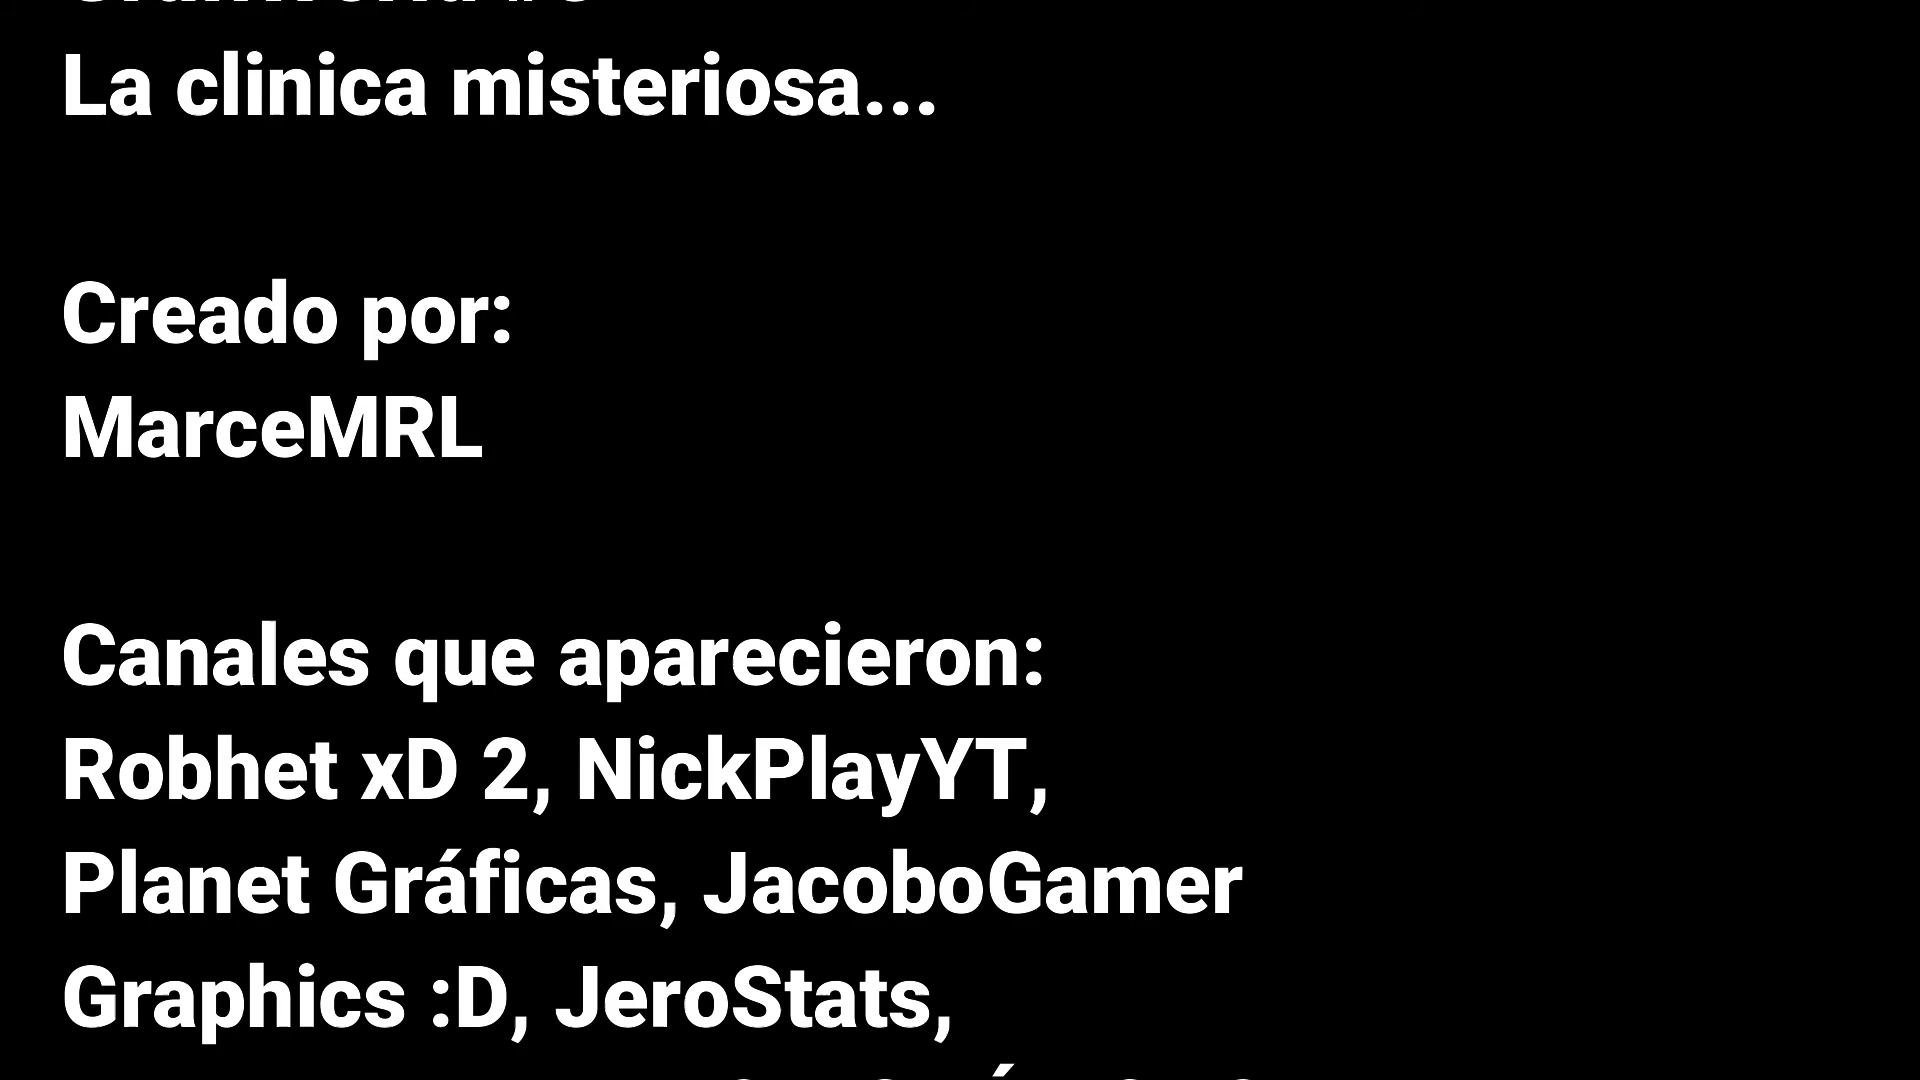 La clinica misteriosa...
Creado por:
MarceMRL
Canales que aparecieron:
Robhet xD 2, NickPlayYT,
Planet Gráficas, JacoboGamer
Graphics :D, JeroStats,